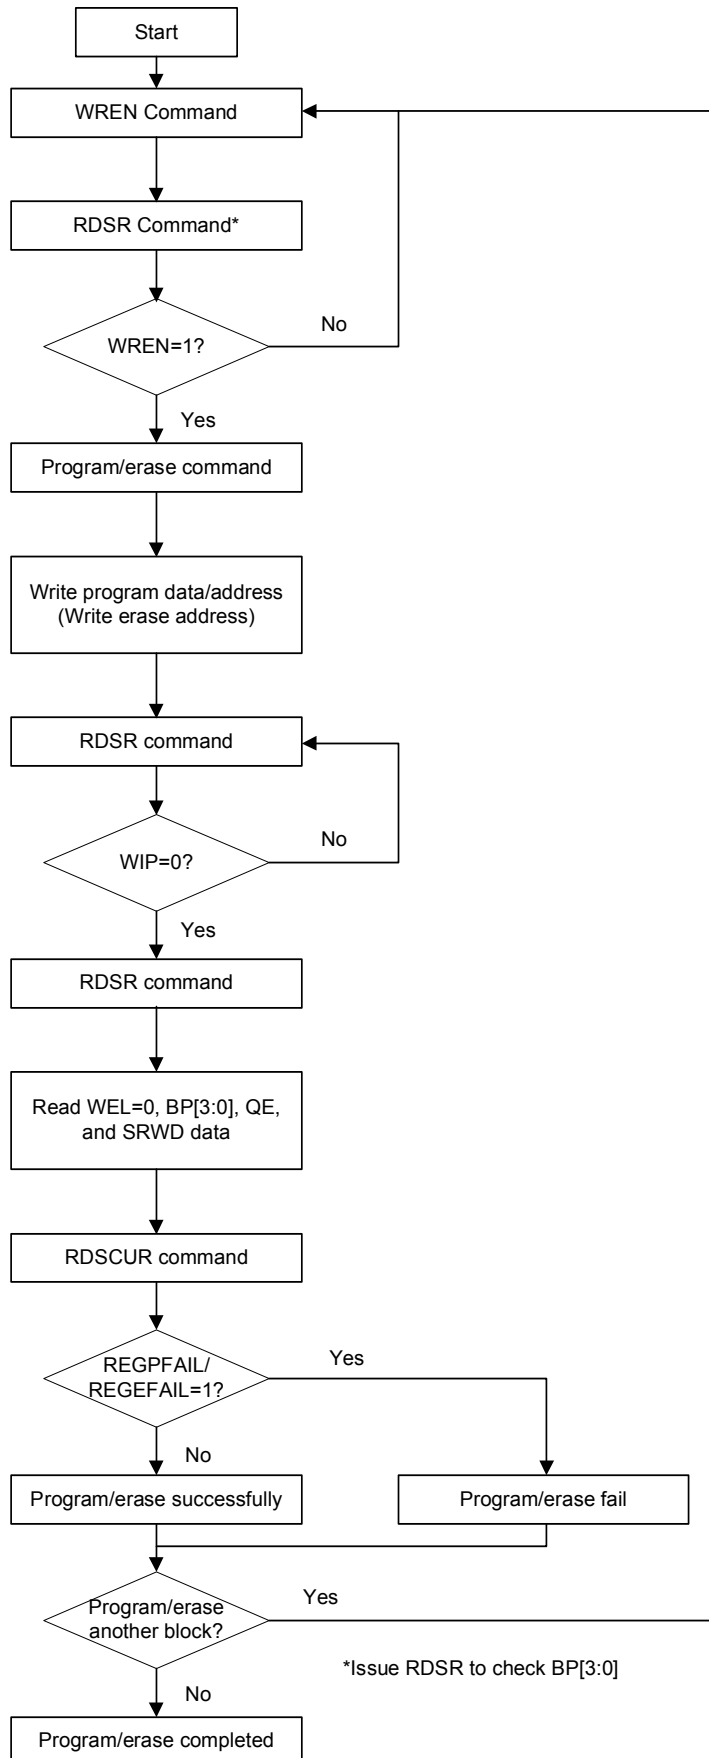 Start
WREN Command
RDSR Command*
WREN=1?
No
Yes
Program/erase command
Write program data/address
(Write erase address)
RDSR command
WIP=0?
No
Yes
RDSR command
Read WEL=0, BP[3:0], QE,
and SRWD data
RDSCUR command
REGPFAIL/
REGEFAIL=1?
Yes
No
Program/erase successfully
Program/erase fail
Program/erase
another block?
Yes
*Issue RDSR to check BP[3:0]
No
Program/erase completed